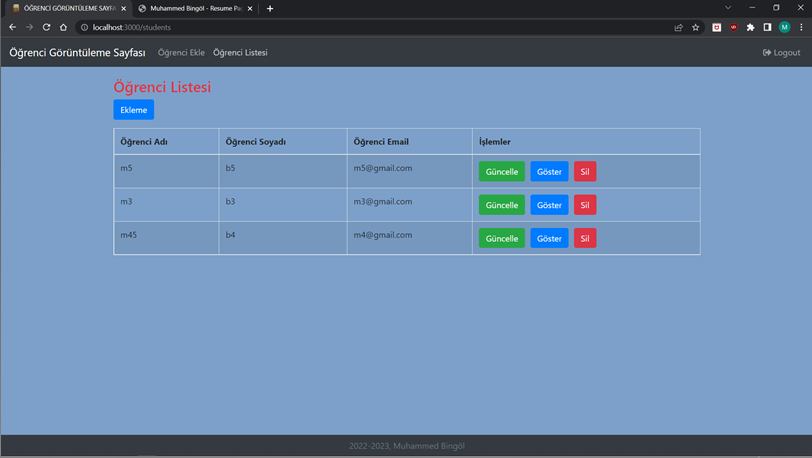 ÖĞRENCİ GÖRÜNTÜLEME SAYFA
Muhammed Bingöl - Resume Pag
localhost:3000/students
M
Öğrenci Görüntüleme Sayfası Öğrenci Ekle Öğrenci Listesi Logout
Öğrenci Listesi
Ekleme
Öğrenci Adı Öğrenci Soyadı Öğrenci Email İşlemler
m5 b5 m5@gmail.com Güncelle Göster Sil
m3 b3 m3@gmail.com Güncelle Göster Sil
m45 b4 m4@gmail.com Güncelle Göster Sil
2022-2023, Muhammed Bingöl